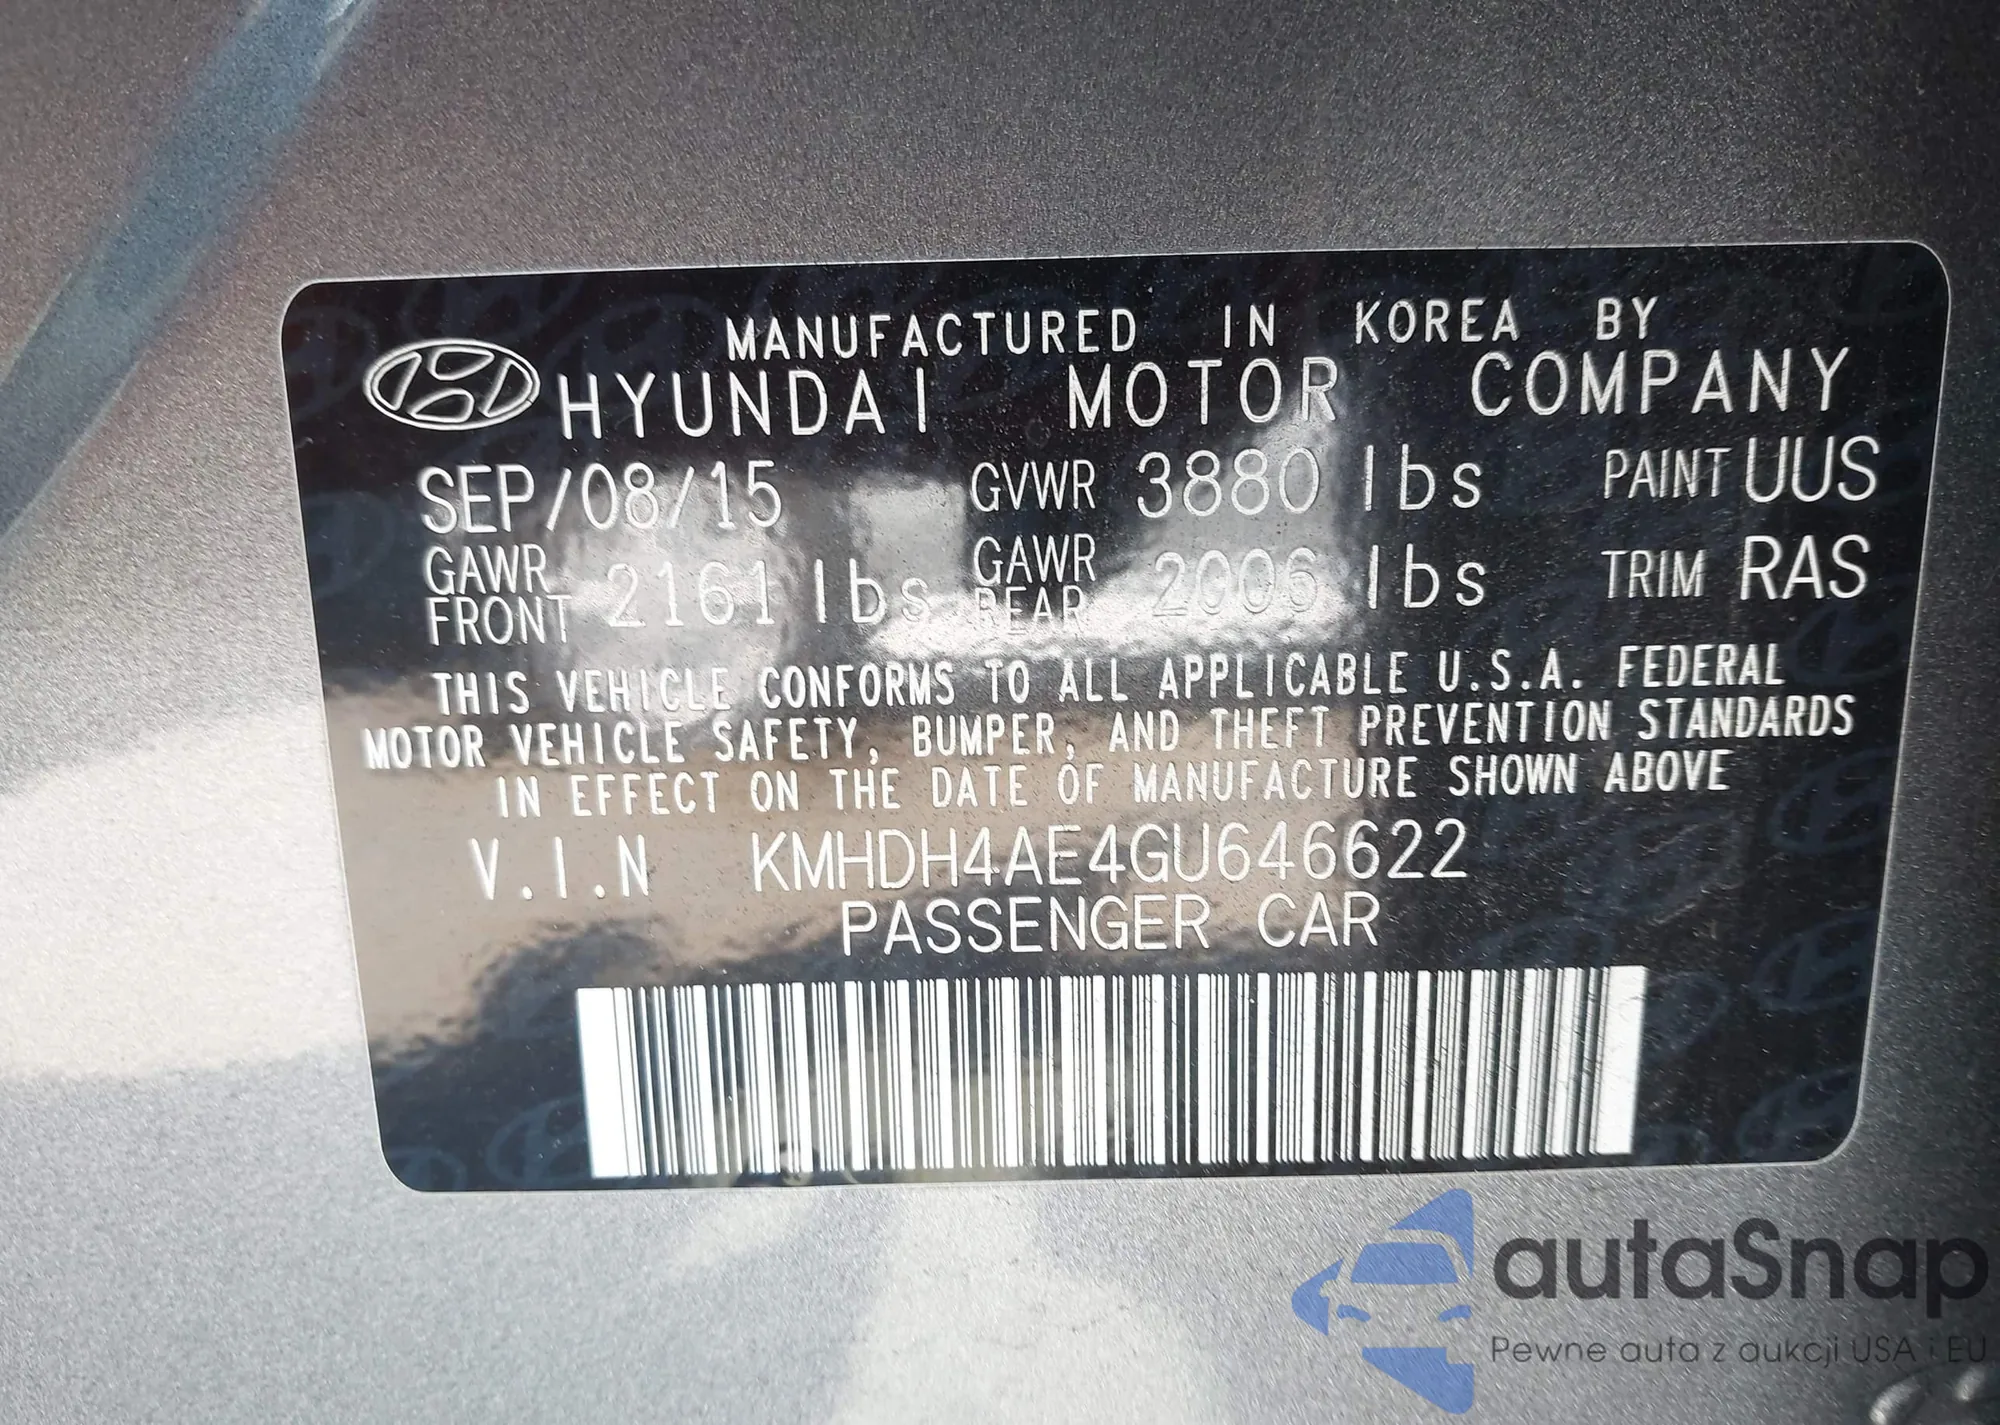 MANUFACTURED IN KOREA BY
HYUNDAI MOTOR COMPANY
SEP/08/15 GVWR 3880 lbs PAINT UUS
GAWR FRONT 2161 lbs GAWR REAR 2006 lbs TRIM RAS
THIS VEHICLE CONFORMS TO ALL APPLICABLE U.S.A. FEDERAL
MOTOR VEHICLE SAFETY, BUMPER, AND THEFT PREVENTION STANDARDS
IN EFFECT ON THE DATE OF MANUFACTURE SHOWN ABOVE
V.I.N KMHDH4AE4GU646622
PASSENGER CAR
autaSnap
Pewne auta z aukcji USA i EU